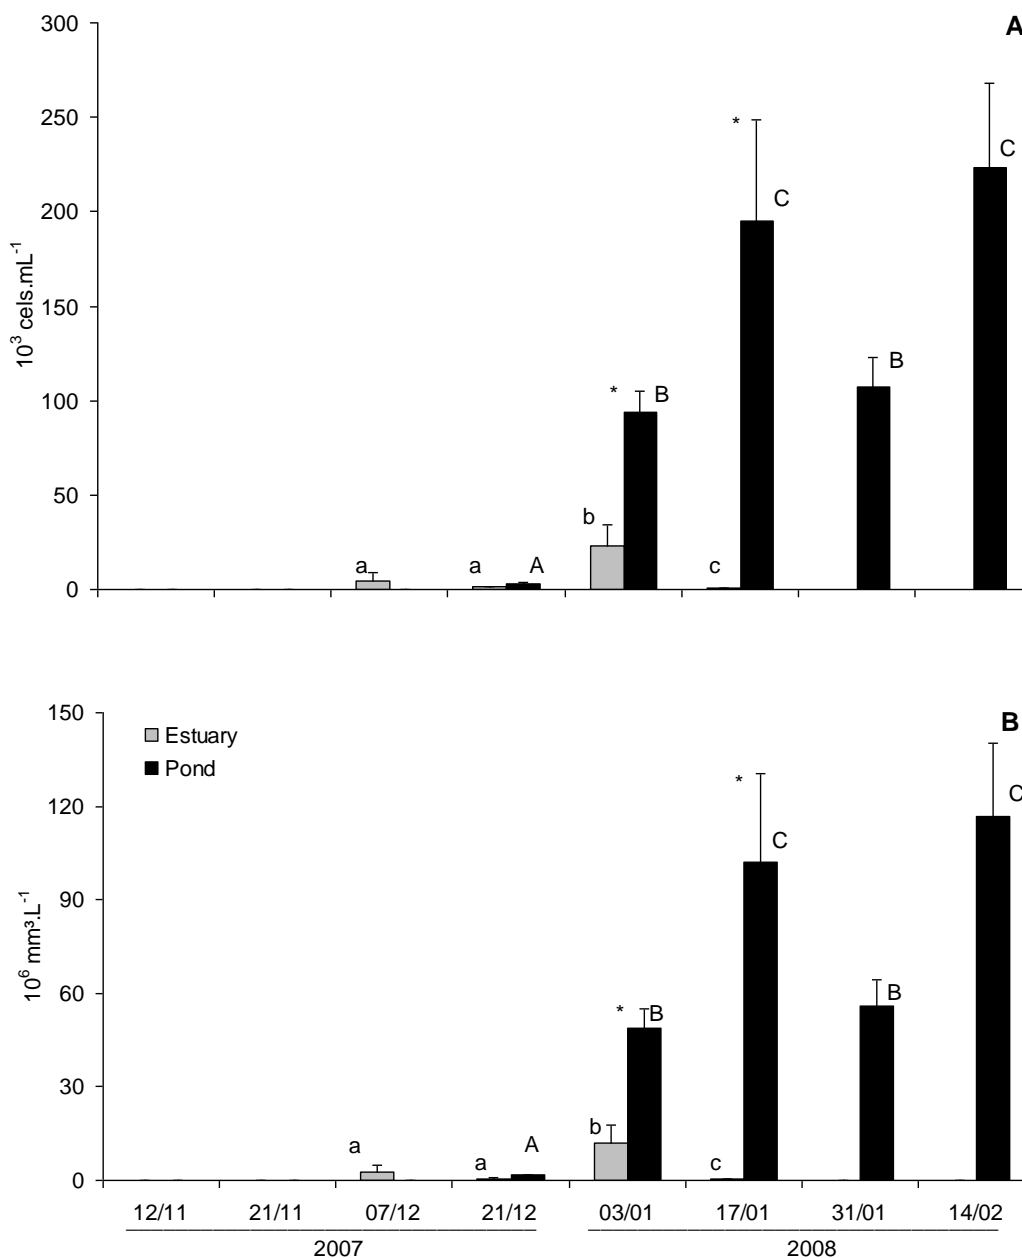 300
A
250
*
C
C
200
150
10³ cels.mL⁻¹
B
* B
100
50
b
a
a
A
c
0
150
B
Estuary
Pond
*
C
120
C
90
10⁶ mm³.L⁻¹
60
B
* B
30
b
a
a
A
c
0
12/11 21/11 07/12 21/12 03/01 17/01 31/01 14/02
2007 2008